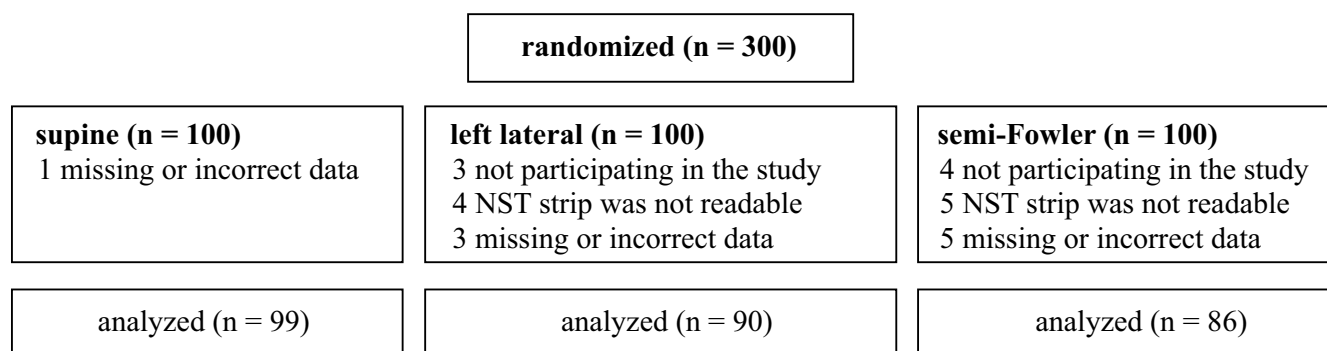 randomized (n = 300)
supine (n = 100)
1 missing or incorrect data
left lateral (n = 100)
3 not participating in the study
4 NST strip was not readable
3 missing or incorrect data
semi-Fowler (n = 100)
4 not participating in the study
5 NST strip was not readable
5 missing or incorrect data
analyzed (n = 99)
analyzed (n = 90)
analyzed (n = 86)